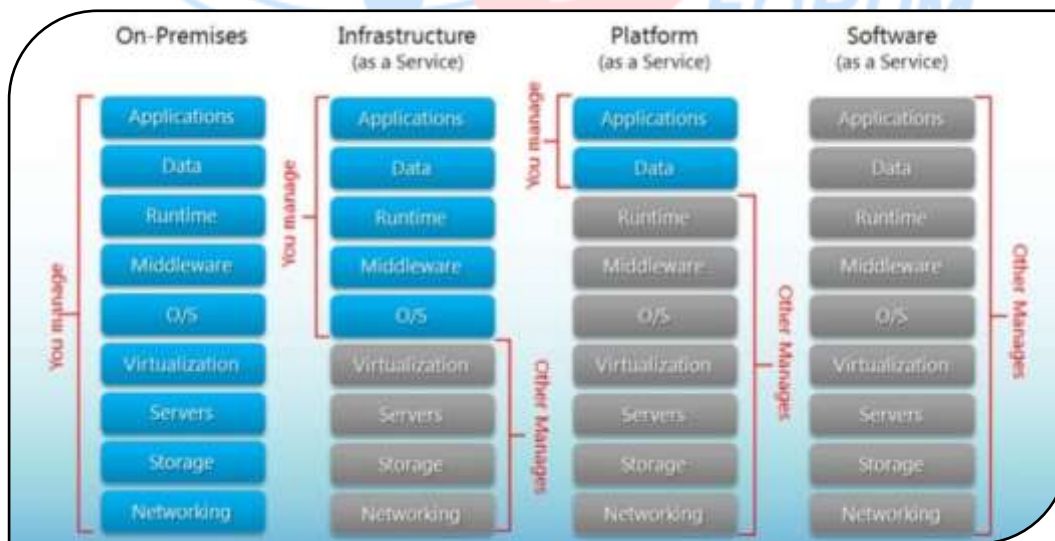 FORUM
On-Premises
Infrastructure
(as a Service)
Platform
(as a Service)
Software
(as a Service)
You manage
Applications
Data
Runtime
Middleware
O/S
Virtualization
Servers
Storage
Networking
You manage
Applications
Data
Runtime
Middleware
O/S
Virtualization
Servers
Storage
Networking
Other Manages
You manage
Applications
Data
Runtime
Middleware
O/S
Virtualization
Servers
Storage
Networking
Other Manages
Applications
Data
Runtime
Middleware
O/S
Virtualization
Servers
Storage
Networking
Other Manages